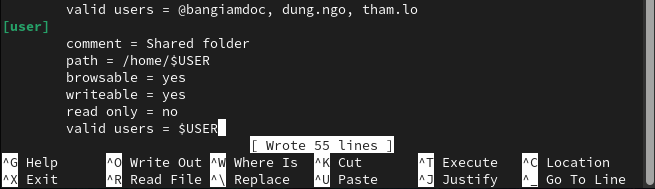 valid users = @bangiamdoc, dung.ngo, tham.lo
[user]
comment = Shared folder
path = /home/$USER
browsable = yes
writeable = yes
read only = no
valid users = $USER
[ Wrote 55 lines ]
^G Help ^O Write Out ^W Where Is ^K Cut ^T Execute ^C Location
^X Exit ^R Read File ^\ Replace ^U Paste ^J Justify ^_ Go To Line